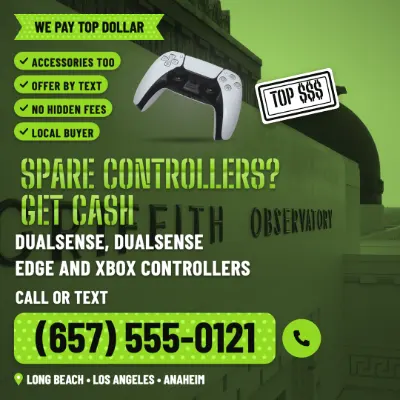 WE PAY TOP DOLLAR
ACCESSORIES TOO
OFFER BY TEXT
NO HIDDEN FEES
LOCAL BUYER
TOP $$$
SPARE CONTROLLERS?
GET CASH
GRIFFITH OBSERVATORY
DUALSENSE, DUALSENSE
EDGE AND XBOX CONTROLLERS
CALL OR TEXT
(657) 555-0121
LONG BEACH • LOS ANGELES • ANAHEIM